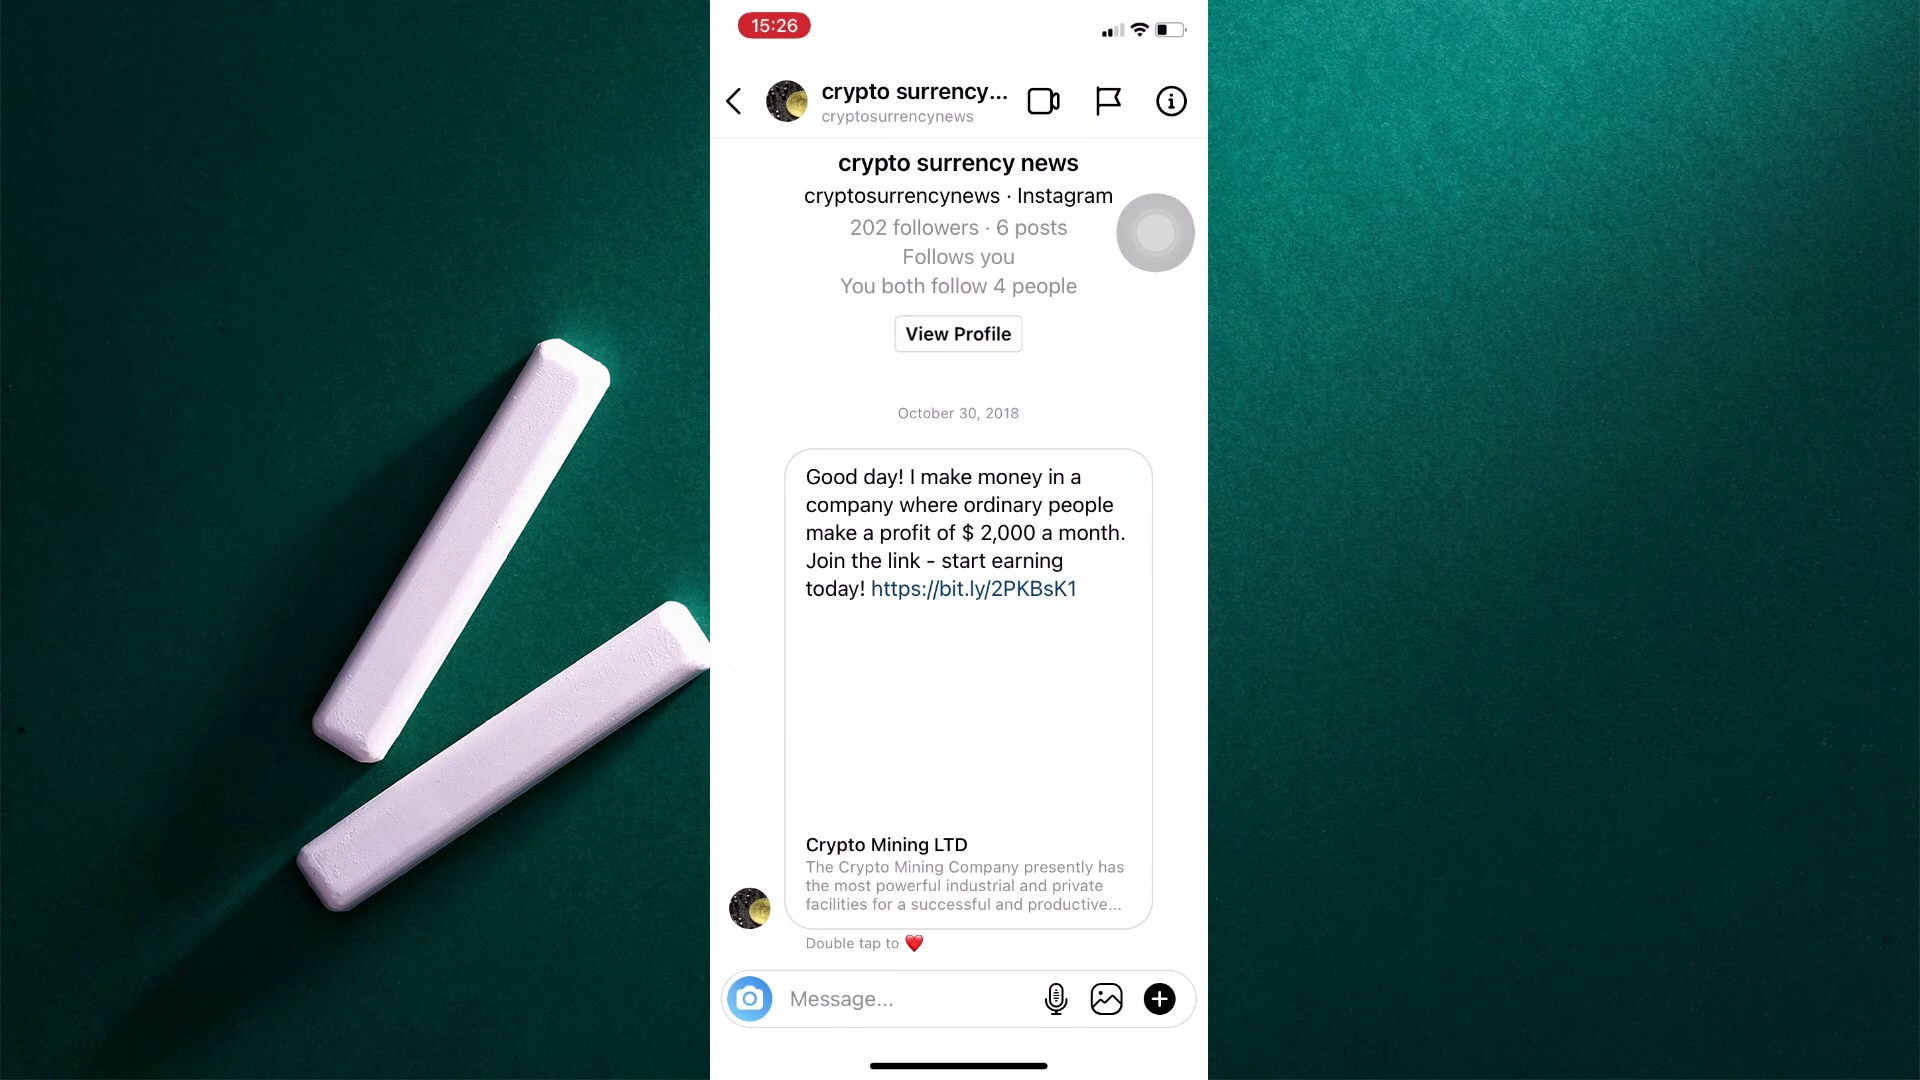 15:26
crypto surrency...
cryptosurrencynews
crypto surrency news
cryptosurrencynews · Instagram
202 followers · 6 posts
Follows you
You both follow 4 people
View Profile
October 30, 2018
Good day! I make money in a
company where ordinary people
make a profit of $ 2,000 a month.
Join the link - start earning
today! https://bit.ly/2PKBsK1
Crypto Mining LTD
The Crypto Mining Company presently has
the most powerful industrial and private
facilities for a successful and productive...
Double tap to ❤️
Message...